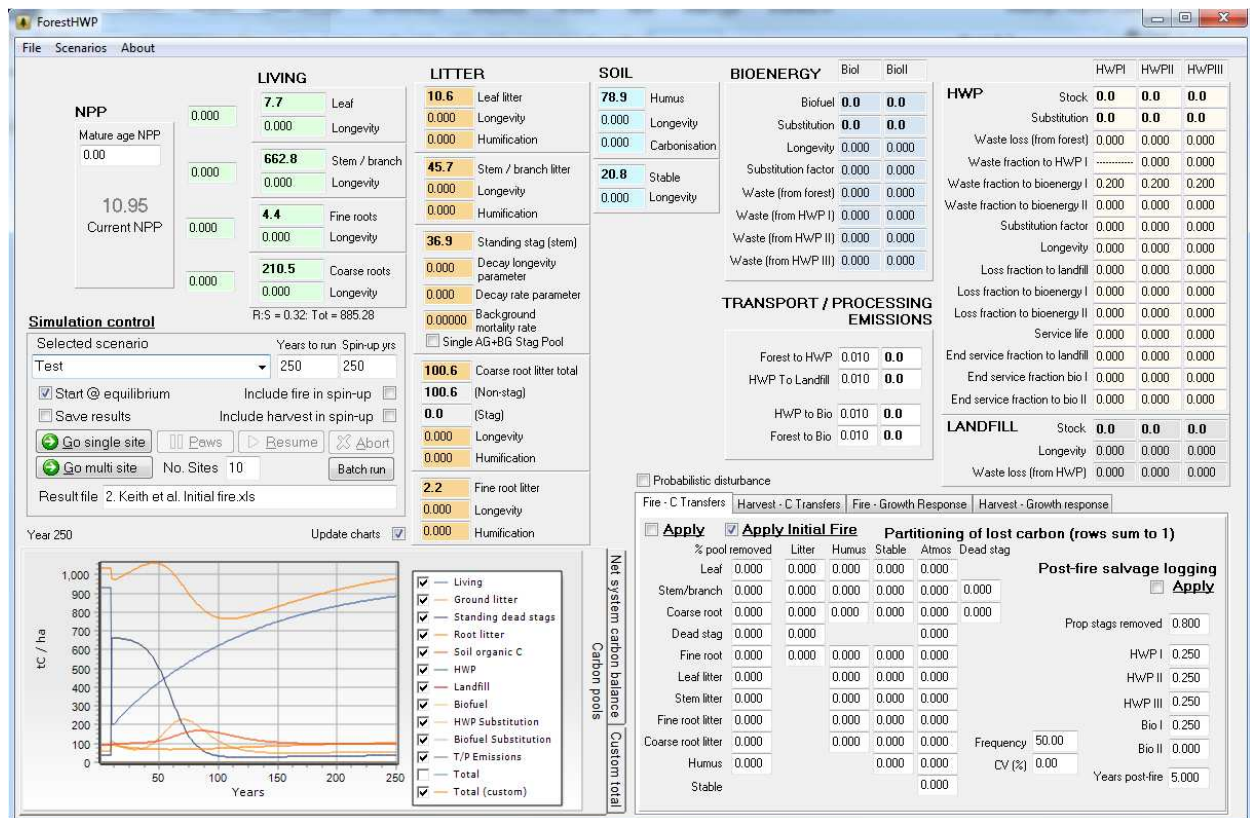 ForestHWP
File Scenarios About
NPP
Mature age NPP
0.00
10.95
Current NPP
0.000
0.000
0.000
0.000
LIVING
7.7 Leaf
0.000 Longevity
662.8 Stem / branch
0.000 Longevity
4.4 Fine roots
0.000 Longevity
210.5 Coarse roots
0.000 Longevity
R:S = 0.32: Tot = 885.28
LITTER
10.6 Leaf litter
0.000 Longevity
0.000 Humification
45.7 Stem / branch litter
0.000 Longevity
0.000 Humification
36.9 Standing stag (stem)
0.000 Decay longevity parameter
0.000 Decay rate parameter
0.00000 Background mortality rate
Single AG+BG Stag Pool
100.6 Coarse root litter total
100.6 (Non-stag)
0.0 (Stag)
0.000 Longevity
0.000 Humification
2.2 Fine root litter
0.000 Longevity
0.000 Humification
SOIL
78.9 Humus
0.000 Longevity
0.000 Carbonisation
20.8 Stable
0.000 Longevity
BIOENERGY BioI BioII
Biofuel 0.0 0.0
Substitution 0.0 0.0
Longevity 0.000 0.000
Substitution factor 0.000 0.000
Waste (from forest) 0.000 0.000
Waste (from HWP I) 0.000 0.000
Waste (from HWP II) 0.000 0.000
Waste (from HWP III) 0.000 0.000
TRANSPORT / PROCESSING
EMISSIONS
Forest to HWP 0.010 0.0
HWP To Landfill 0.010 0.0
HWP to Bio 0.010 0.0
Forest to Bio 0.010 0.0
HWPI HWPII HWPIII
HWP Stock 0.0 0.0 0.0
Substitution 0.0 0.0 0.0
Waste loss (from forest) 0.000 0.000 0.000
Waste fraction to HWP I ----------- 0.000 0.000
Waste fraction to bioenergy I 0.200 0.200 0.200
Waste fraction to bioenergy II 0.000 0.000 0.000
Substitution factor 0.000 0.000 0.000
Longevity 0.000 0.000 0.000
Loss fraction to landfill 0.000 0.000 0.000
Loss fraction to bioenergy I 0.000 0.000 0.000
Loss fraction to bioenergy II 0.000 0.000 0.000
Service life 0.000 0.000 0.000
End service fraction to landfill 0.000 0.000 0.000
End service fraction bio I 0.000 0.000 0.000
End service fraction to bio II 0.000 0.000 0.000
LANDFILL Stock 0.0 0.0 0.0
Longevity 0.000 0.000 0.000
Waste loss (from HWP) 0.000 0.000 0.000
Simulation control
Selected scenario Years to run Spin-up yrs
Test 250 250
Start @ equilibrium Include fire in spin-up
Save results Include harvest in spin-up
Go single site Paws Resume Abort
Go multi site No. Sites 10 Batch run
Result file 2. Keith et al. Initial fire.xls
Year 250 Update charts
1,000
900
800
700
600
500
400
300
200
100
0
tC / ha
50 100 150 200 250
Years
Living
Ground litter
Standing dead stags
Root litter
Soil organic C
HWP
Landfill
Biofuel
HWP Substitution
Biofuel Substitution
T/P Emissions
Total
Total (custom)
Net system carbon balance
Carbon pools
Custom total
Probabilistic disturbance
Fire - C Transfers Harvest - C Transfers Fire - Growth Response Harvest - Growth response
Apply Apply Initial Fire Partitioning of lost carbon (rows sum to 1)
% pool removed Litter Humus Stable Atmos Dead stag
Leaf 0.000 0.000 0.000 0.000 0.000
Stem/branch 0.000 0.000 0.000 0.000 0.000 0.000
Coarse root 0.000 0.000 0.000 0.000 0.000 0.000
Dead stag 0.000 0.000 0.000
Fine root 0.000 0.000 0.000 0.000 0.000
Leaf litter 0.000 0.000 0.000 0.000
Stem litter 0.000 0.000 0.000 0.000
Fine root litter 0.000 0.000 0.000 0.000
Coarse root litter 0.000 0.000 0.000 0.000
Humus 0.000 0.000 0.000
Stable 0.000
Frequency 50.00
CV (%) 0.00
Post-fire salvage logging
Apply
Prop stags removed 0.800
HWP I 0.250
HWP II 0.250
HWP III 0.250
Bio I 0.250
Bio II 0.000
Years post-fire 5.000